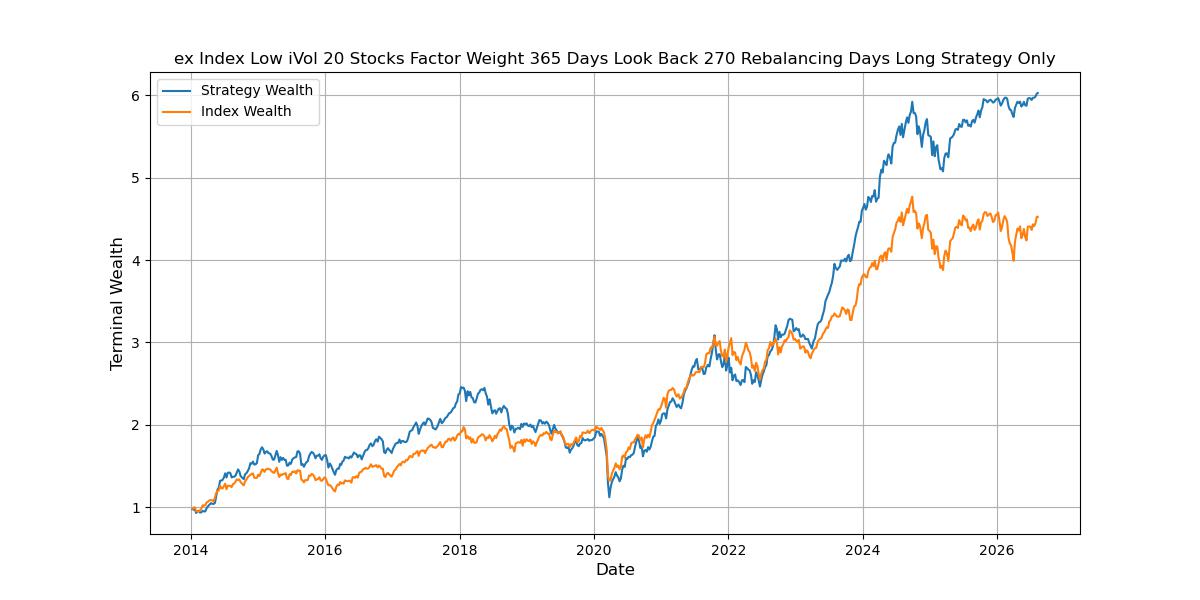 ex Index Low iVol 20 Stocks Factor Weight 365 Days Look Back 270 Rebalancing Days Long Strategy Only
Strategy Wealth
Index Wealth
6
5
4
3
2
1
Terminal Wealth
2014 2016 2018 2020 2022 2024 2026
Date